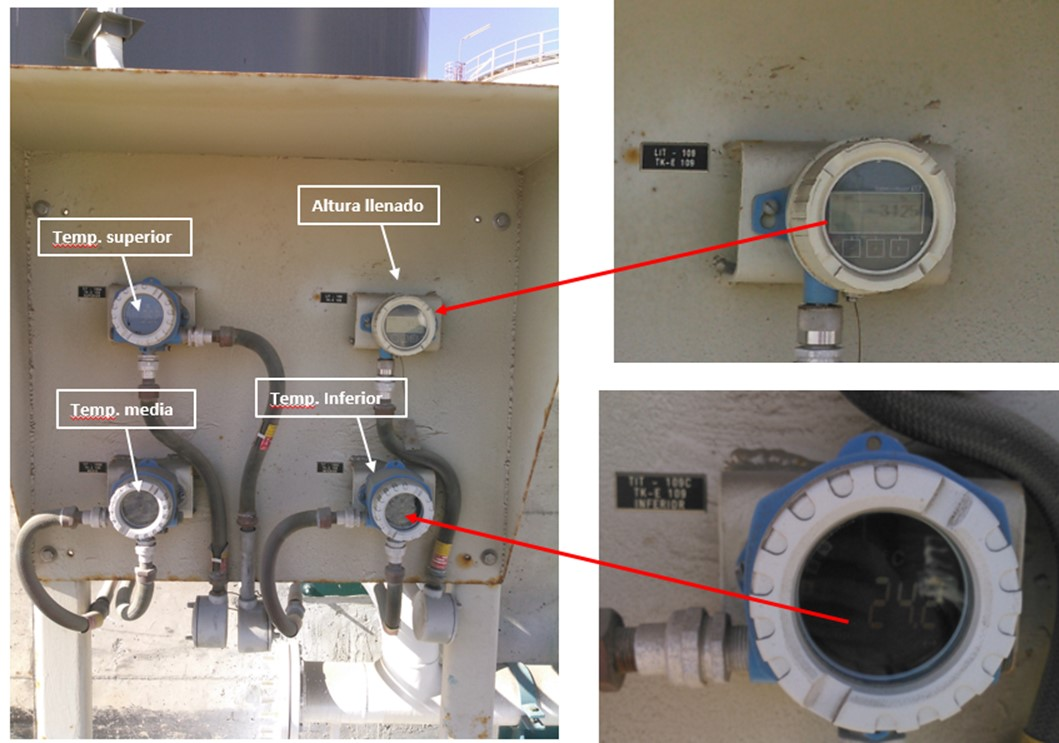 Altura llenado
Temp. superior
Temp. media
Temp. Inferior
LIT - 109
TK-E 109
3125
TIT - 109C
TK-E 109
INFERIOR
24.2